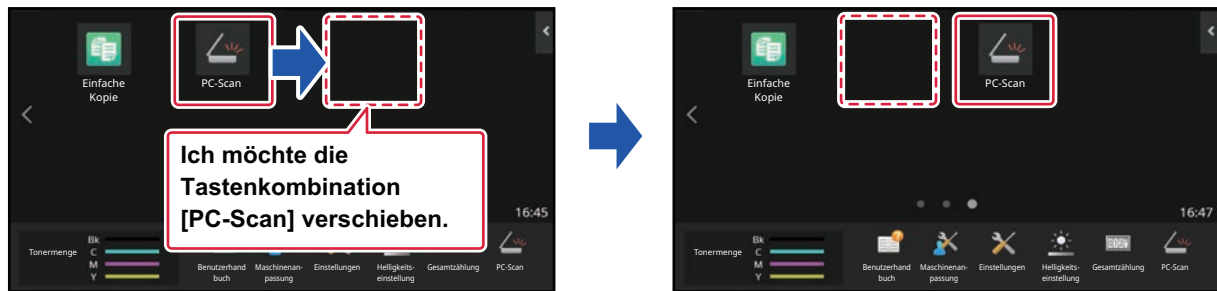 Einfache
Kopie
PC-Scan
Ich möchte die
Tastenkombination
[PC-Scan] verschieben.
16:45
Tonermenge
Bk
C
M
Y
Benutzerhand
buch
Maschinenan-
passung
Einstellungen
Helligkeits-
einstellung
Gesamtzählung
PC-Scan
Einfache
Kopie
PC-Scan
16:47
Tonermenge
Bk
C
M
Y
Benutzerhand
buch
Maschinenan-
passung
Einstellungen
Helligkeits-
einstellung
Gesamtzählung
PC-Scan